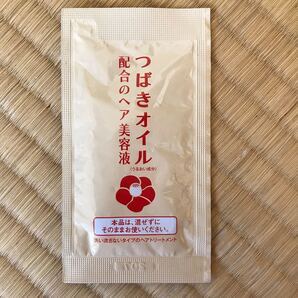 つばきオイル
配合のヘア美容液
(うるおい成分)
本品は、混ぜずに
そのままお使いください。
洗い流さないタイプのヘアトリートメント